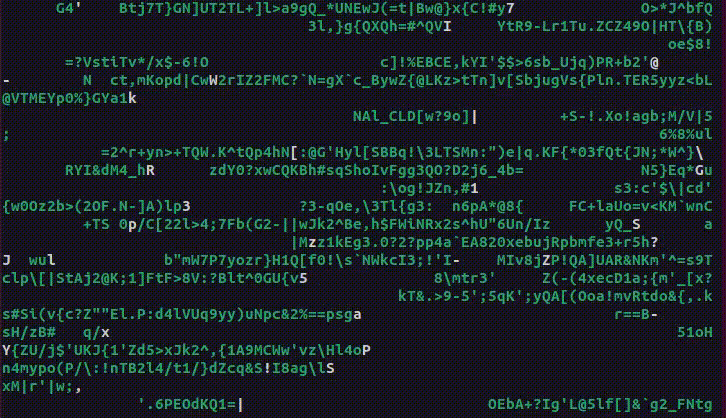 G4' Btj7T}GN]UT2TL+]l>a9gQ_*UNEwJ(=t|Bw@}x{C!#y7 O>*J^bfQ
3l,}g{QXQh=#^QVI YtR9-Lr1Tu.ZCZ49O|HT\{B)
oe$8!
=?VstiTv*/x$-6!O c]!%EBCE,kYI'$$>6sb_Ujq)PR+b2'@
- N ct,mKopd|CwW2rIZ2FMC?`N=gX`c_BywZ{@LKz>tTn]v[SbjugVs{Pln.TER5yyz<bL
@VTMEYp0%}GYa1k
NAl_CLD[w?9o]| +S-!.Xo!agb;M/V|5
; 6%8%ul
=2^r+yn>+TQW.K^tQp4hN[:@G'Hyl[SBBq!\3LTSMn:")e|q.KF{*03fQt{JN;*W^}\
RYI&dM4_hR zdY0?xwCQKBh#sqShoIvFgg3QO?D2j6_4b= N5}Eq*Gu
:\og!JZn,#1 s3:c'$\|cd'
{w0Oz2b>(2OF.N-]A)lp3 ?3-qOe,\3Tl{g3: n6pA*@8{ FC+laUo=v<KM`wnC
+TS 0p/C[22l>4;7Fb(G2-||wJk2^Be,h$FWiNRx2s^hU"6Un/Iz yQ_S a
|Mzz1kEg3.0?2?pp4a`EA820xebujRpbmfe3+r5h?
J wul b"mW7P7yozr}H1Q[f0!\s`NWkcI3;!'I- MIv8jZP!QA]UAR&NKm'^=s9T
clp\[|StAj2@K;1]FtF>8V:?Blt^0GU{v5 8\mtr3' Z(-(4xecD1a;{m'_[x?
kT&.>9-5';5qK';yQA[(Ooa!mvRtdo&{,.k
s#Si(v{c?Z""El.P:d4lVUq9yy)uNpc&2%==psga r==B-
sH/zB# q/x 51oH
Y{ZU/j$'UKJ{1'Zd5>xJk2^,{1A9MCWw'vz\Hl4oP
n4mypo(P/\:!nTB2l4/t1/}dZcq&S!I8ag\lS
xM|r'|w;,
'.6PEOdKQ1=| OEbA+?Ig'L@5lf[]&`g2_FNtg